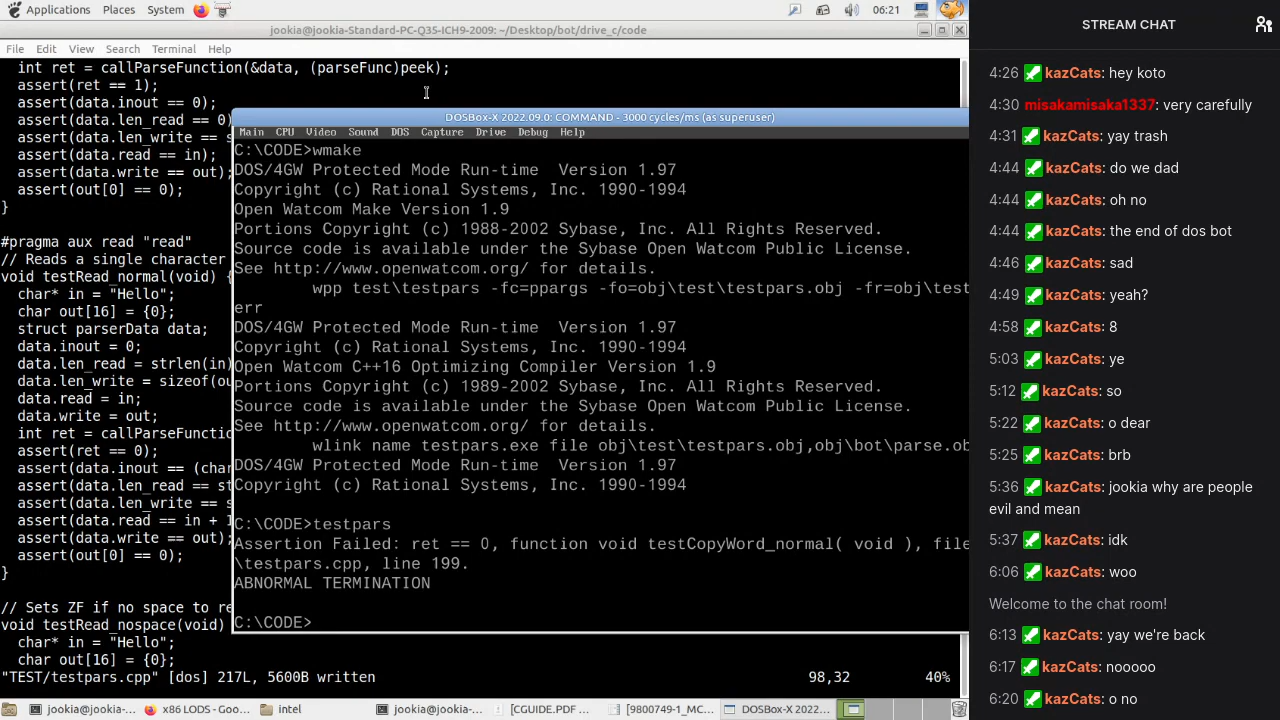 Applications Places System 06:21
jookia@jookia-Standard-PC-Q35-ICH9-2009: ~/Desktop/bot/drive_c/code
File Edit View Search Terminal Help
int ret = callParseFunction(&data, (parseFunc)peek);
assert(ret == 1);
assert(data.inout == 0);
assert(data.len_read == 0)
assert(data.len_write == s
assert(data.read == in);
assert(data.write == out);
assert(out[0] == 0);
}
#pragma aux read "read"
// Reads a single character
void testRead_normal(void) {
char* in = "Hello";
char out[16] = {0};
struct parserData data;
data.inout = 0;
data.len_read = strlen(in)
data.len_write = sizeof(ou
data.read = in;
data.write = out;
int ret = callParseFunctio
assert(ret == 0);
assert(data.inout == (char
assert(data.len_read == st
assert(data.len_write == s
assert(data.read == in + 1
assert(data.write == out);
assert(out[0] == 0);
}
// Sets ZF if no space to re
void testRead_nospace(void)
char* in = "Hello";
char out[16] = {0};
"TEST/testpars.cpp" [dos] 217L, 5600B written 98,32 40%
DOSBox-X 2022.09.0: COMMAND - 3000 cycles/ms (as superuser)
Main CPU Video Sound DOS Capture Drive Debug Help
C:\CODE>wmake
DOS/4GW Protected Mode Run-time Version 1.97
Copyright (c) Rational Systems, Inc. 1990-1994
Open Watcom Make Version 1.9
Portions Copyright (c) 1988-2002 Sybase, Inc. All Rights Reserved.
Source code is available under the Sybase Open Watcom Public License.
See http://www.openwatcom.org/ for details.
wpp test\testpars -fc=ppargs -fo=obj\test\testpars.obj -fr=obj\test
err
DOS/4GW Protected Mode Run-time Version 1.97
Copyright (c) Rational Systems, Inc. 1990-1994
Open Watcom C++16 Optimizing Compiler Version 1.9
Portions Copyright (c) 1989-2002 Sybase, Inc. All Rights Reserved.
Source code is available under the Sybase Open Watcom Public License.
See http://www.openwatcom.org/ for details.
wlink name testpars.exe file obj\test\testpars.obj,obj\bot\parse.ob
DOS/4GW Protected Mode Run-time Version 1.97
Copyright (c) Rational Systems, Inc. 1990-1994
C:\CODE>testpars
Assertion Failed: ret == 0, function void testCopyWord_normal( void ), file
\testpars.cpp, line 199.
ABNORMAL TERMINATION
C:\CODE>
jookia@jookia-... x86 LODS - Goo... intel jookia@jookia-... [CGUIDE.PDF ... [9800749-1_MC... DOSBox-X 2022...
STREAM CHAT
4:26 kazCats: hey koto
4:30 misakamisaka1337: very carefully
4:31 kazCats: yay trash
4:44 kazCats: do we dad
4:44 kazCats: oh no
4:44 kazCats: the end of dos bot
4:46 kazCats: sad
4:49 kazCats: yeah?
4:58 kazCats: 8
5:03 kazCats: ye
5:12 kazCats: so
5:22 kazCats: o dear
5:25 kazCats: brb
5:36 kazCats: jookia why are people
evil and mean
5:37 kazCats: idk
6:06 kazCats: woo
Welcome to the chat room!
6:13 kazCats: yay we're back
6:17 kazCats: nooooo
6:20 kazCats: o no